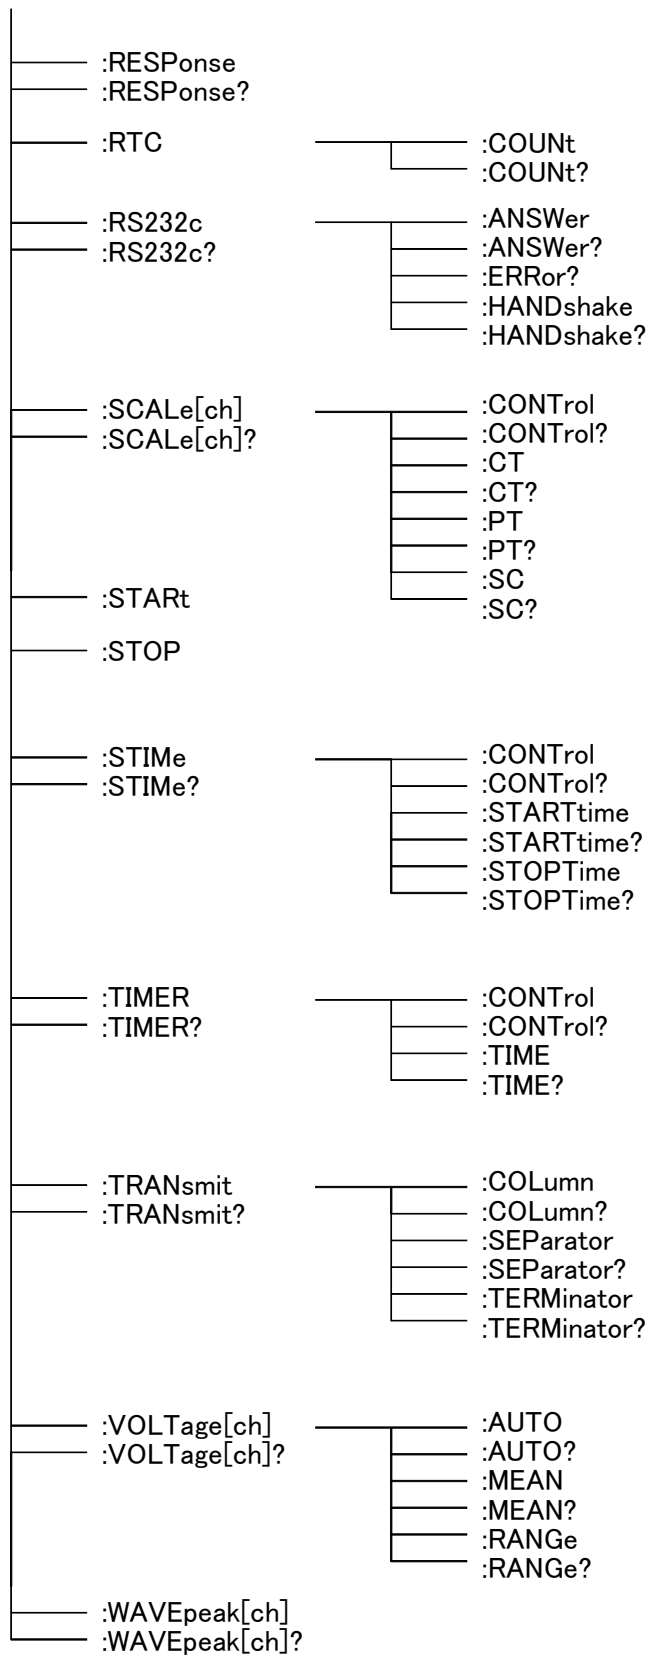 :RESPonse
:RESPonse?
:RTC :COUNt
:COUNt?
:RS232c :ANSWer
:RS232c? :ANSWer?
:ERRor?
:HANDshake
:HANDshake?
:SCALe[ch] :CONTrol
:SCALe[ch]? :CONTrol?
:CT
:CT?
:PT
:PT?
:STARt :SC
:SC?
:STOP
:STIMe :CONTrol
:STIMe? :CONTrol?
:STARTtime
:STARTtime?
:STOPTime
:STOPTime?
:TIMER :CONTrol
:TIMER? :CONTrol?
:TIME
:TIME?
:TRANsmit :COLumn
:TRANsmit? :COLumn?
:SEParator
:SEParator?
:TERMinator
:TERMinator?
:VOLTage[ch] :AUTO
:VOLTage[ch]? :AUTO?
:MEAN
:MEAN?
:RANGe
:RANGe?
:WAVEpeak[ch]
:WAVEpeak[ch]?